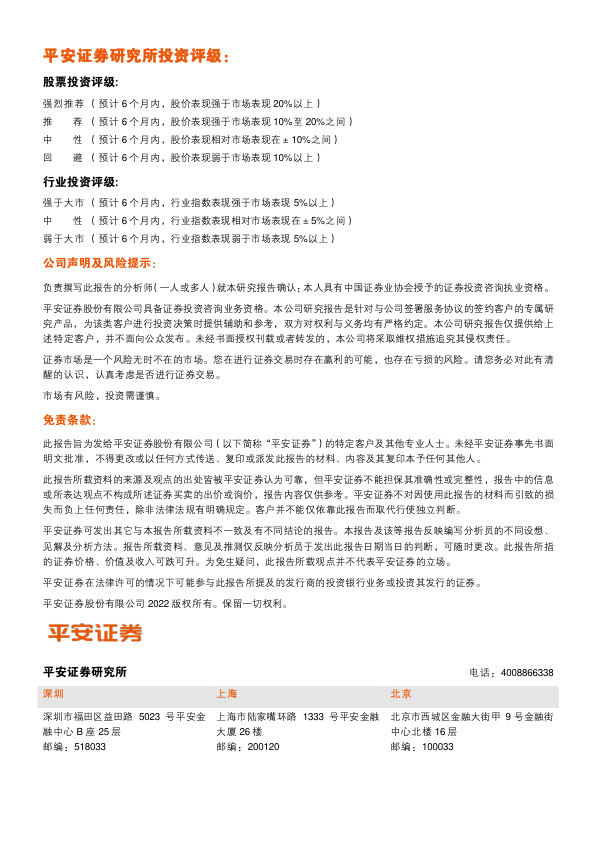 平安证券研究所投资评级：
股票投资评级:
强烈推荐 （预计 6 个月内，股价表现强于市场表现 20%以上）
推　　荐 （预计 6 个月内，股价表现强于市场表现 10%至 20%之间）
中　　性 （预计 6 个月内，股价表现相对市场表现在±10%之间）
回　　避 （预计 6 个月内，股价表现弱于市场表现 10%以上）
行业投资评级:
强于大市 （预计 6 个月内，行业指数表现强于市场表现 5%以上）
中　　性 （预计 6 个月内，行业指数表现相对市场表现在±5%之间）
弱于大市 （预计 6 个月内，行业指数表现弱于市场表现 5%以上）
公司声明及风险提示：
负责撰写此报告的分析师(一人或多人)就本研究报告确认：本人具有中国证券业协会授予的证券投资咨询执业资格。
平安证券股份有限公司具备证券投资咨询业务资格。本公司研究报告是针对与公司签署服务协议的签约客户的专属研
究产品，为该类客户进行投资决策时提供辅助和参考，双方对权利与义务均有严格约定。本公司研究报告仅提供给上
述特定客户，并不面向公众发布。未经书面授权刊载或者转发的，本公司将采取维权措施追究其侵权责任。
证券市场是一个风险无时不在的市场。您在进行证券交易时存在赢利的可能，也存在亏损的风险。请您务必对此有清
醒的认识，认真考虑是否进行证券交易。
市场有风险，投资需谨慎。
免责条款：
此报告旨为发给平安证券股份有限公司（以下简称“平安证券”）的特定客户及其他专业人士。未经平安证券事先书面
明文批准，不得更改或以任何方式传送、复印或派发此报告的材料、内容及其复印本予任何其他人。
此报告所载资料的来源及观点的出处皆被平安证券认为可靠，但平安证券不能担保其准确性或完整性，报告中的信息
或所表达观点不构成所述证券买卖的出价或询价，报告内容仅供参考。平安证券不对因使用此报告的材料而引致的损
失而负上任何责任，除非法律法规有明确规定。客户并不能仅依靠此报告而取代行使独立判断。
平安证券可发出其它与本报告所载资料不一致及有不同结论的报告。本报告及该等报告反映编写分析员的不同设想、
见解及分析方法。报告所载资料、意见及推测仅反映分析员于发出此报告日期当日的判断，可随时更改。此报告所指
的证券价格、价值及收入可跌可升。为免生疑问，此报告所载观点并不代表平安证券的立场。
平安证券在法律许可的情况下可能参与此报告所提及的发行商的投资银行业务或投资其发行的证券。
平安证券股份有限公司 2022 版权所有。保留一切权利。
平安证券
平安证券研究所 电话：4008866338
深圳 上海 北京
深圳市福田区益田路 5023 号平安金 上海市陆家嘴环路 1333 号平安金融 北京市西城区金融大街甲 9 号金融街
融中心 B 座 25 层 大厦 26 楼 中心北楼 16 层
邮编：518033 邮编：200120 邮编：100033